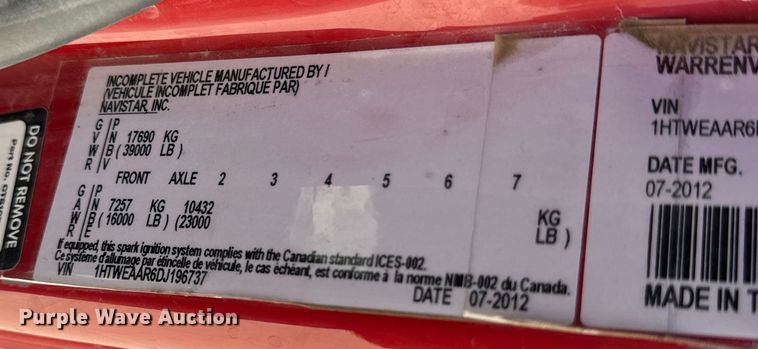 INCOMPLETE VEHICLE MANUFACTURED BY /
(VEHICULE INCOMPLET FABRIQUE PAR)
NAVISTAR, INC.
G P
V N 17690 KG
W B (39000 LB)
R V
FRONT AXLE 2 3 4 5 6 7
G P
A N 7257 KG 10432 KG
W B (16000 LB) (23000 LB)
R E
If equipped, this spark ignition system complies with the Canadian standard ICES-002.
Ce système d'allumage par étincelle de véhicule, le cas échéant, est conforme à la norme NMB-002 du Canada.
VIN 1HTWEAAR6DJ196737
DATE 07-2012
DO NOT REMOVE
Part No.
NAVISTAR
WARRENV
VIN
1HTWEAAR6
DATE MFG.
07-2012
MADE IN T
Purple Wave Auction